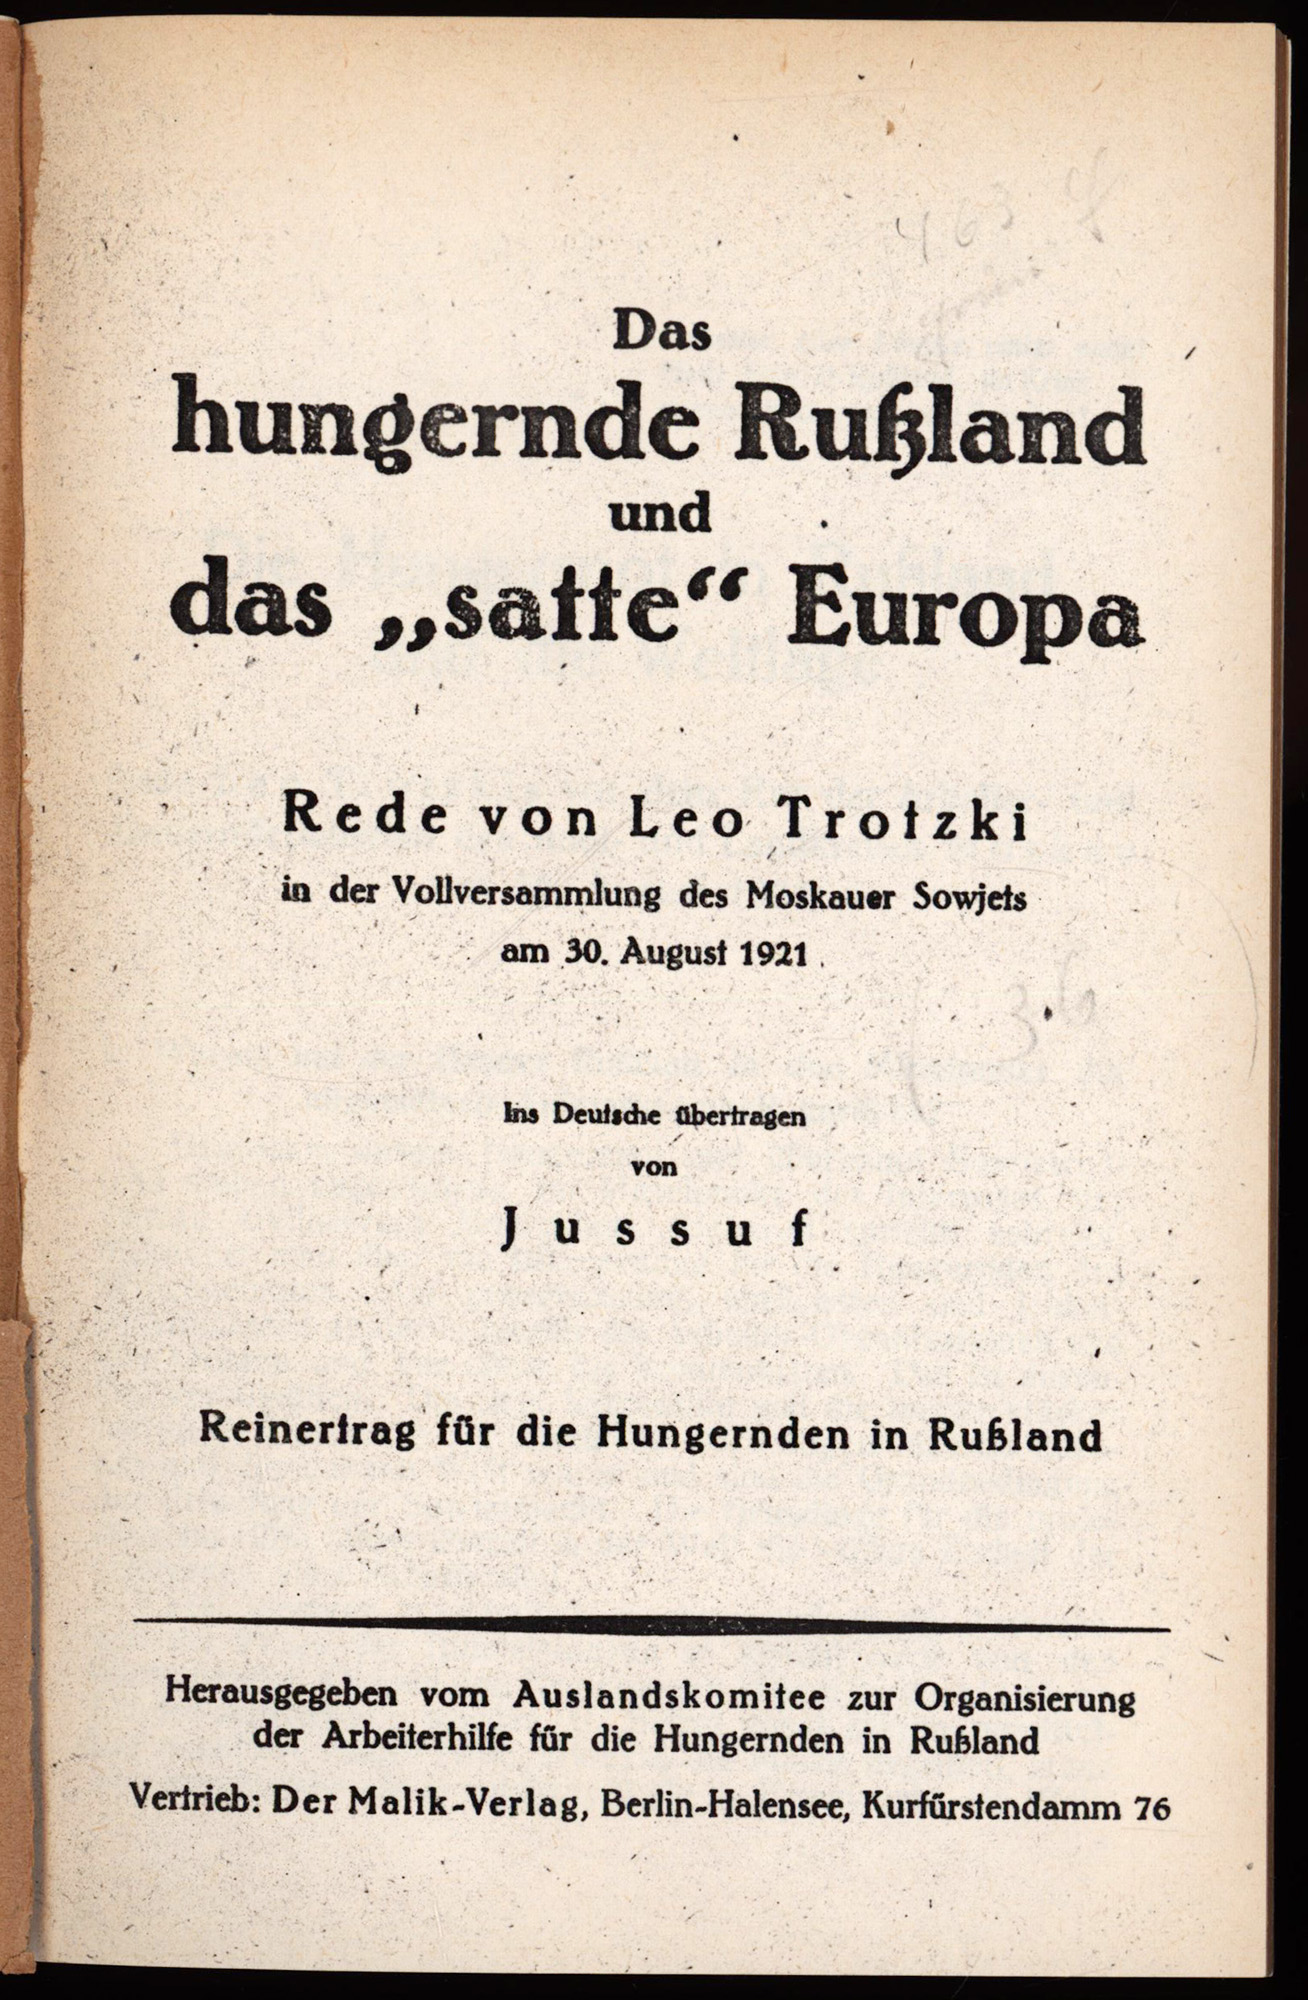 Das
hungernde Rußland
und
das „satte“ Europa
Rede von Leo Trotzki
in der Vollversammlung des Moskauer Sowjets
am 30. August 1921
Ins Deutsche übertragen
von
Jussuf
Reinertrag für die Hungernden in Rußland
Herausgegeben vom Auslandskomitee zur Organisierung
der Arbeiterhilfe für die Hungernden in Rußland
Vertrieb: Der Malik-Verlag, Berlin-Halensee, Kurfürstendamm 76